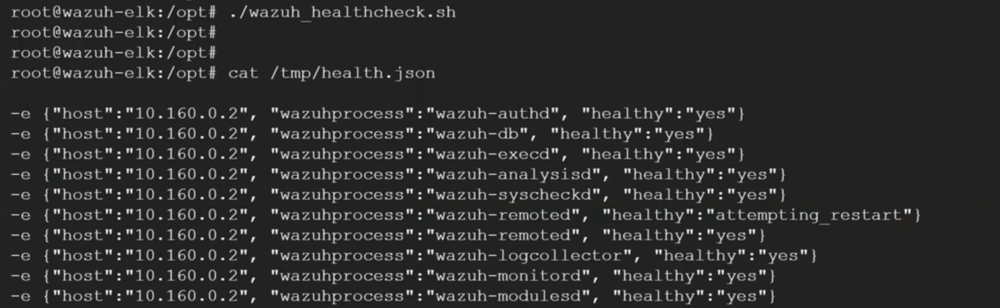 root@wazuh-elk:/opt# ./wazuh_healthcheck.sh
root@wazuh-elk:/opt#
root@wazuh-elk:/opt#
root@wazuh-elk:/opt# cat /tmp/health.json
-e {"host":"10.160.0.2", "wazuhprocess":"wazuh-authd", "healthy":"yes"}
-e {"host":"10.160.0.2", "wazuhprocess":"wazuh-db", "healthy":"yes"}
-e {"host":"10.160.0.2", "wazuhprocess":"wazuh-execd", "healthy":"yes"}
-e {"host":"10.160.0.2", "wazuhprocess":"wazuh-analysisd", "healthy":"yes"}
-e {"host":"10.160.0.2", "wazuhprocess":"wazuh-syscheckd", "healthy":"yes"}
-e {"host":"10.160.0.2", "wazuhprocess":"wazuh-remoted", "healthy":"attempting_restart"}
-e {"host":"10.160.0.2", "wazuhprocess":"wazuh-remoted", "healthy":"yes"}
-e {"host":"10.160.0.2", "wazuhprocess":"wazuh-logcollector", "healthy":"yes"}
-e {"host":"10.160.0.2", "wazuhprocess":"wazuh-monitord", "healthy":"yes"}
-e {"host":"10.160.0.2", "wazuhprocess":"wazuh-modulesd", "healthy":"yes"}